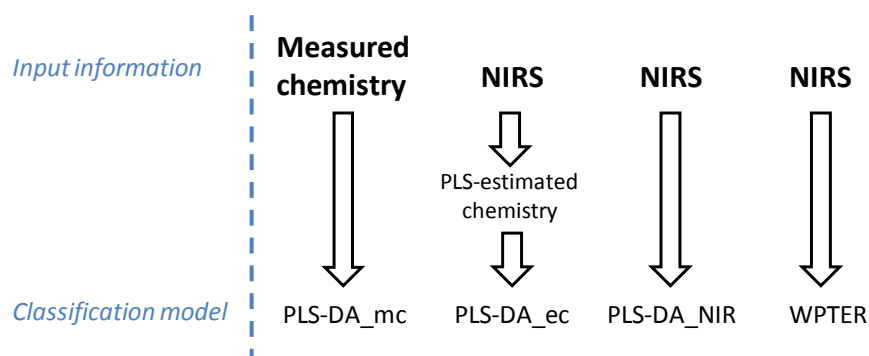 Input information
Measured
chemistry
NIRS
NIRS
NIRS
PLS-estimated
chemistry
Classification model
PLS-DA_mc
PLS-DA_ec
PLS-DA_NIR
WPTER